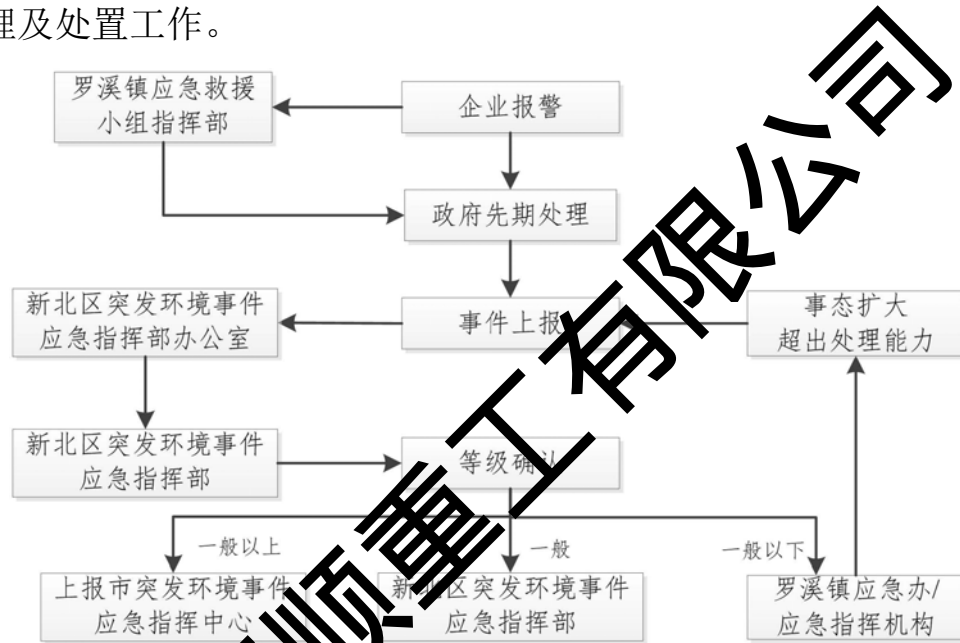 理及处置工作。
罗溪镇应急救援
小组指挥部
企业报警
政府先期处理
新北区突发环境事件
应急指挥部办公室
事件上报
事态扩大
超出处理能力
新北区突发环境事件
应急指挥部
等级确认
一般以上
一般
一般以下
上报市突发环境事件
应急指挥中心
新北区突发环境事件
应急指挥部
罗溪镇应急办/
应急指挥机构
顺重工有限公司